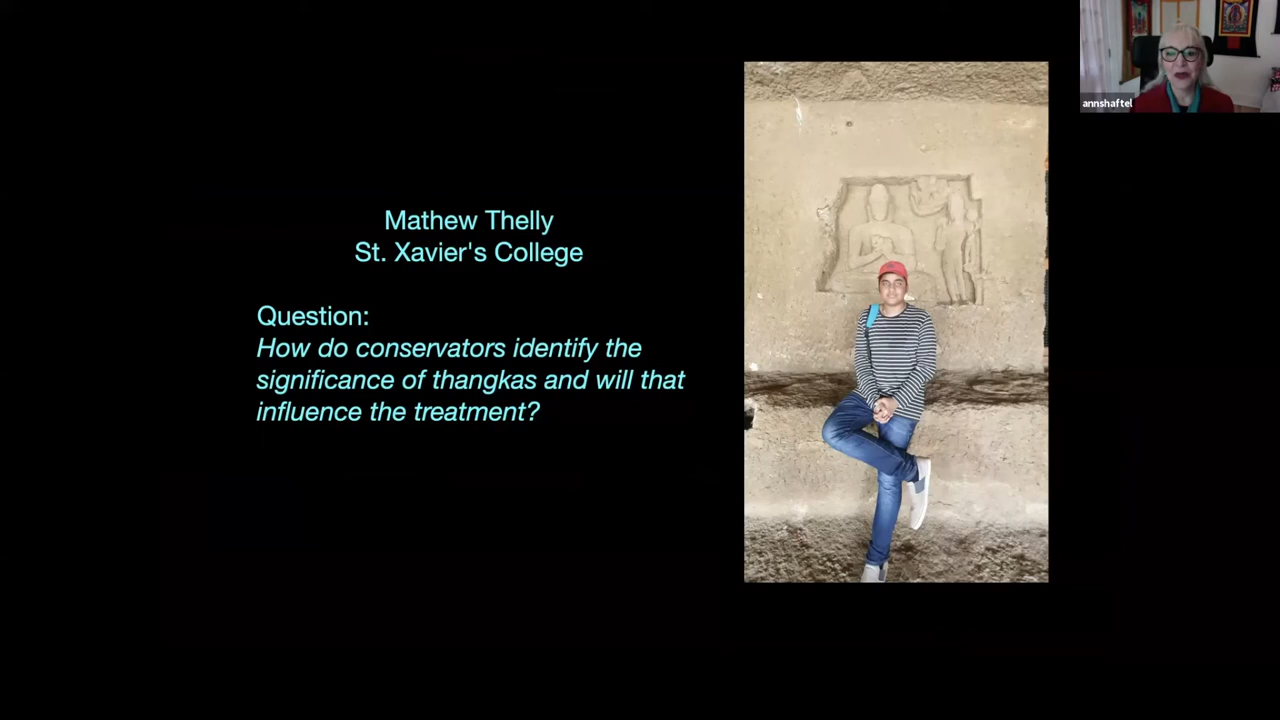 Mathew Thelly
St. Xavier's College
Question:
How do conservators identify the
significance of thangkas and will that
influence the treatment?
annshaftel